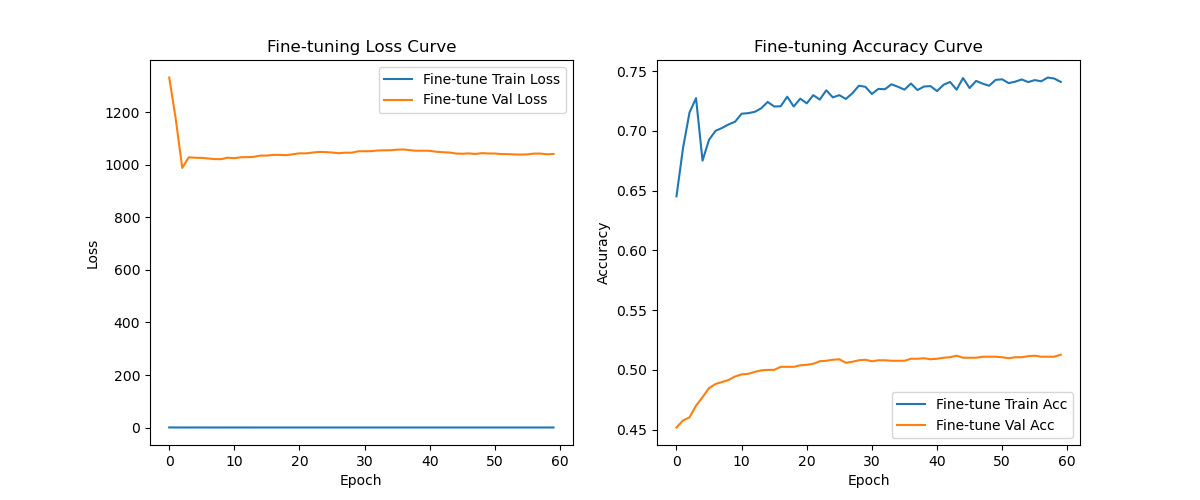 Fine-tuning Loss Curve
Fine-tune Train Loss
Fine-tune Val Loss
1200
1000
800
600
400
200
0
Loss
0 10 20 30 40 50 60
Epoch
Fine-tuning Accuracy Curve
0.75
0.70
0.65
0.60
0.55
0.50
0.45
Accuracy
Fine-tune Train Acc
Fine-tune Val Acc
0 10 20 30 40 50 60
Epoch